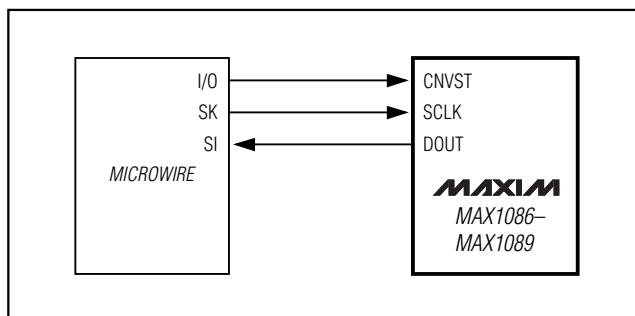 I/O
SK
SI
MICROWIRE
CNVST
SCLK
DOUT
MAXIM
MAX1086–
MAX1089